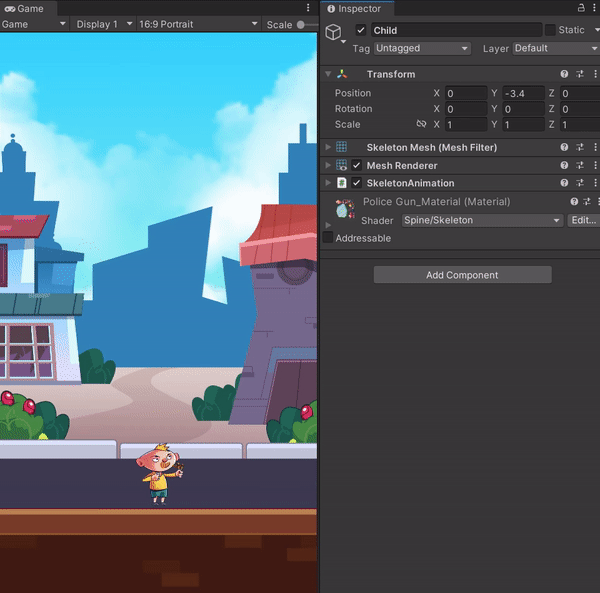 Game
Game Display 1 16:9 Portrait Scale
Inspector
Child Static
Tag Untagged Layer Default
Transform
Position X 0 Y -3.4 Z 0
Rotation X 0 Y 0 Z 0
Scale X 1 Y 1 Z 1
Skeleton Mesh (Mesh Filter)
Mesh Renderer
SkeletonAnimation
Police Gun_Material (Material)
Shader Spine/Skeleton Edit...
Addressable
Add Component